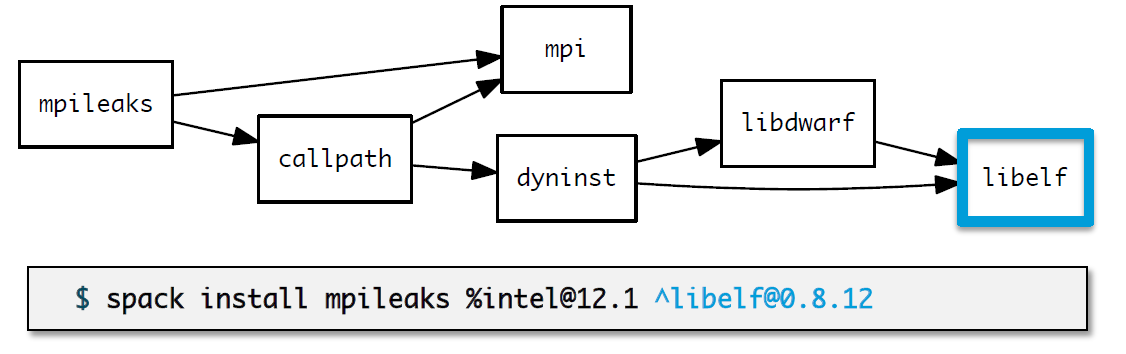 mpi
mpileaks
libdwarf
callpath
dyninst
libelf
$ spack install mpileaks %intel@12.1 ^libelf@0.8.12